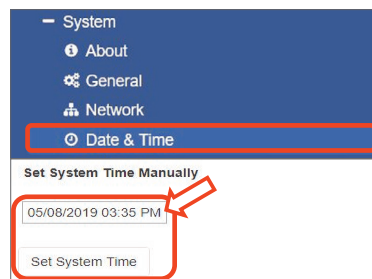 System
About
General
Network
Date & Time
Set System Time Manually
05/08/2019 03:35 PM
Set System Time